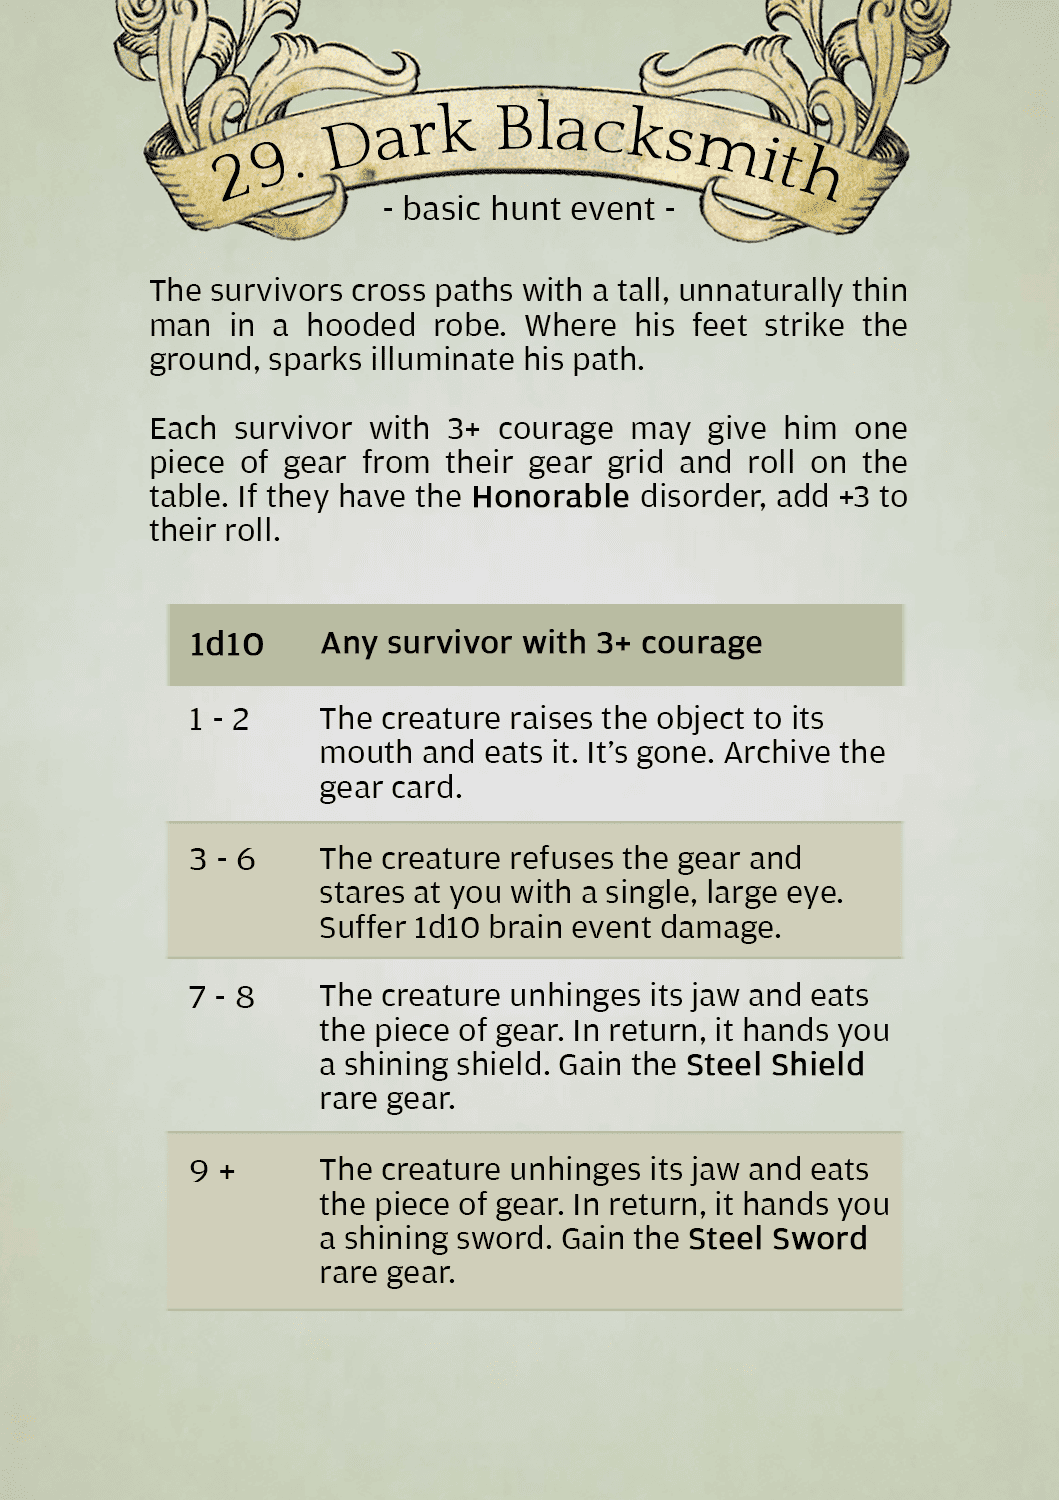 29. Dark Blacksmith
- basic hunt event -
The survivors cross paths with a tall, unnaturally thin
man in a hooded robe. Where his feet strike the
ground, sparks illuminate his path.
Each survivor with 3+ courage may give him one
piece of gear from their gear grid and roll on the
table. If they have the Honorable disorder, add +3 to
their roll.
1d10 Any survivor with 3+ courage
1 - 2 The creature raises the object to its
mouth and eats it. It’s gone. Archive the
gear card.
3 - 6 The creature refuses the gear and
stares at you with a single, large eye.
Suffer 1d10 brain event damage.
7 - 8 The creature unhinges its jaw and eats
the piece of gear. In return, it hands you
a shining shield. Gain the Steel Shield
rare gear.
9 + The creature unhinges its jaw and eats
the piece of gear. In return, it hands you
a shining sword. Gain the Steel Sword
rare gear.